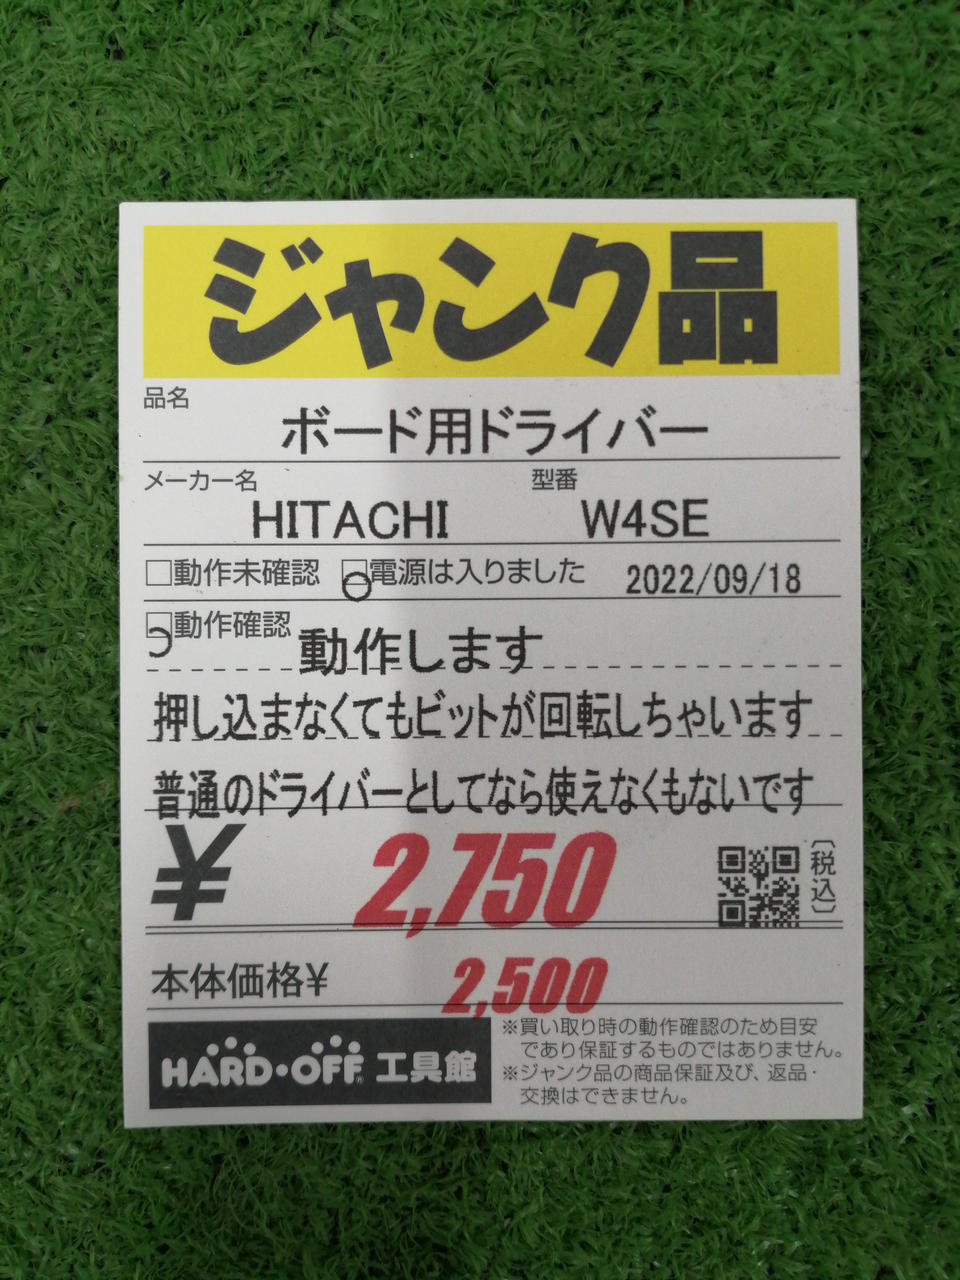 ジャンク品
品名
ボード用ドライバー
メーカー名 型番
HITACHI W4SE
□動作未確認 □電源は入りました 2022/09/18
□動作確認 動作します
押し込まなくてもビットが回転しちゃいます
普通のドライバーとしてなら使えなくもないです
¥ 2,750 〔税込〕
本体価格¥ 2,500
HARD・OFF® 工具館
※買い取り時の動作確認のため目安
であり保証するものではありません。
※ジャンク品の商品保証及び、返品・
交換はできません。